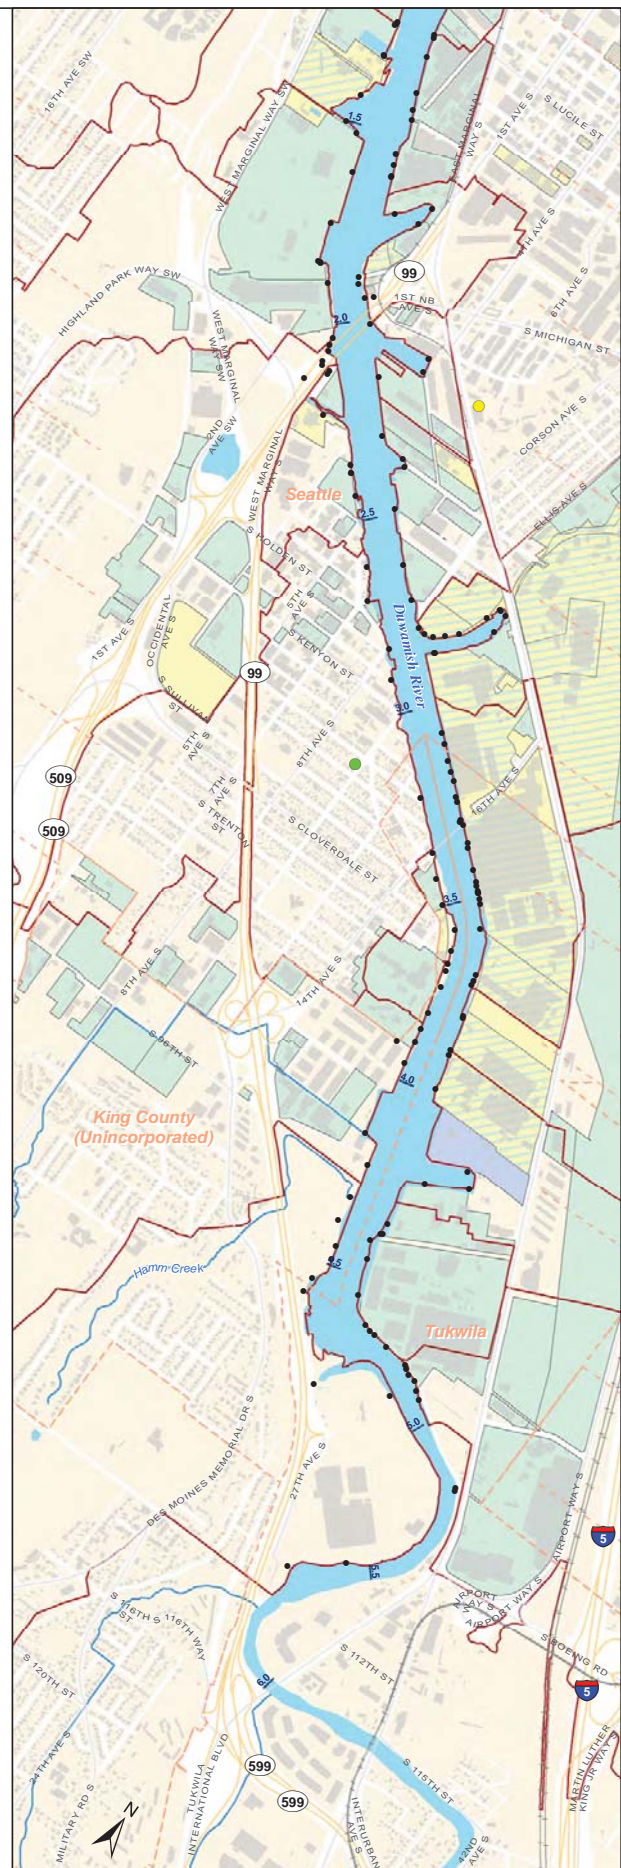 16TH AVE SW
WEST MARGINAL WAY SW
1.5
EAST MARGINAL
WAY S
1ST AVE S
S LUCILE ST
4TH AVE S
6TH AVE S
99
1ST NB
AVE S
HIGHLAND PARK WAY SW
2.0
S MICHIGAN ST
WEST MARGINAL
WAY SW
2ND
AVE SW
CORSON AVE S
WEST MARGINAL
WAY S
Seattle
2.5
ELLIS AVE S
S HOLDEN ST
5TH
AVE S
1ST AVE S
OCCIDENTAL
AVE S
S KENYON ST
Duwamish River
99
S SULLIVAN
ST
3.0
5TH
AVE S
8TH AVE S
509
7TH
AVE S
16TH AVE S
S TRENTON
ST
509
S CLOVERDALE ST
3.5
8TH AVE S
14TH AVE S
S 96TH ST
4.0
King County
(Unincorporated)
Hamm Creek
Tukwila
5.0
DES MOINES MEMORIAL DR S
27TH AVE S
AIRPORT WAY S
5
5.5
AIRPORT WAY S
S 116TH
ST
S 116TH WAY
S BOEING RD
S 120TH ST
S 112TH ST
6.0
5
24TH AVE S
S 115TH ST
MARTIN LUTHER
KING JR WAY S
TUKWILA
INTERNATIONAL BLVD
599
599
MILITARY RD S
N
INTERURBAN
AVE S
42ND
AVE S